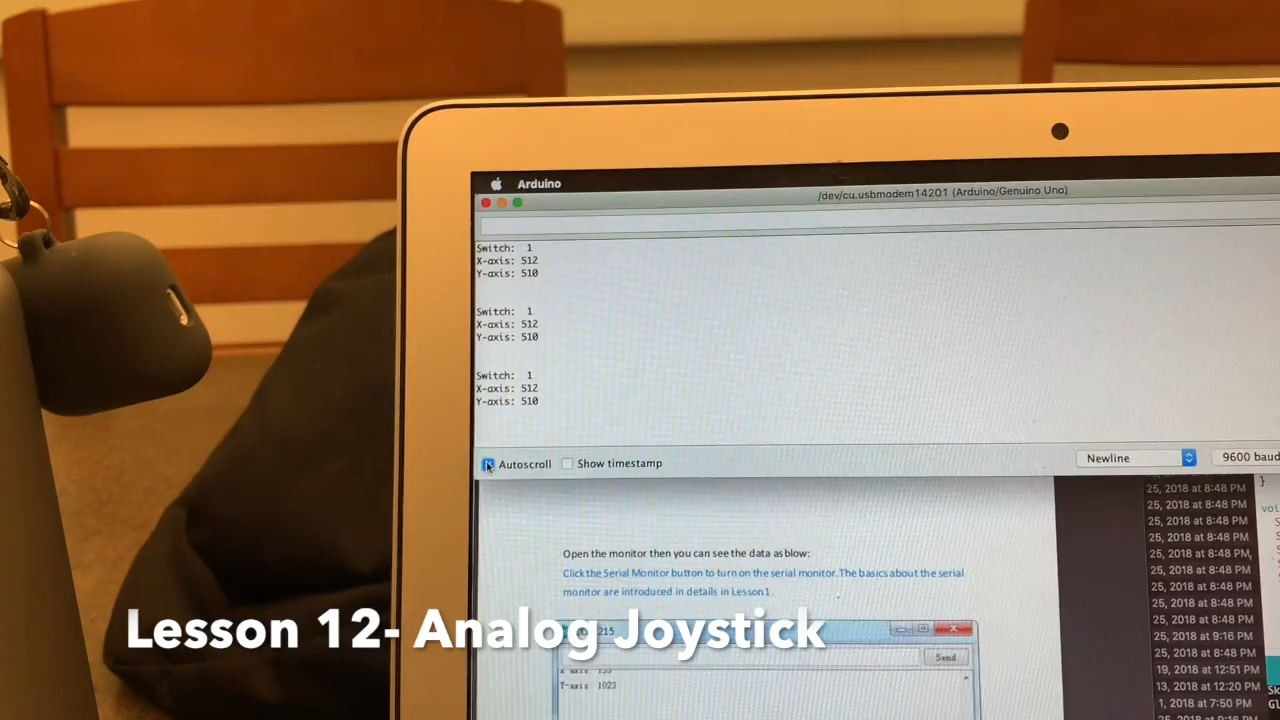 Arduino
/dev/cu.usbmodem14201 (Arduino/Genuino Uno)
Switch: 1
X-axis: 512
Y-axis: 510
Switch: 1
X-axis: 512
Y-axis: 510
Switch: 1
X-axis: 512
Y-axis: 510
Autoscroll
Show timestamp
Newline
9600 baud
25, 2018 at 8:48 PM
25, 2018 at 8:48 PM
25, 2018 at 8:48 PM
25, 2018 at 8:48 PM
25, 2018 at 8:48 PM
25, 2018 at 8:48 PM
25, 2018 at 8:48 PM
25, 2018 at 8:48 PM
25, 2018 at 8:48 PM
25, 2018 at 9:16 PM
25, 2018 at 8:48 PM
19, 2018 at 12:51 PM
13, 2018 at 12:20 PM
1, 2018 at 7:50 PM
25, 2018 at 9:16 PM
}
Open the monitor then you can see the data as blow:
Click the Serial Monitor button to turn on the serial monitor. The basics about the serial
monitor are introduced in details in Lesson 1.
Send
Y-axis: 1023
Lesson 12- Analog Joystick